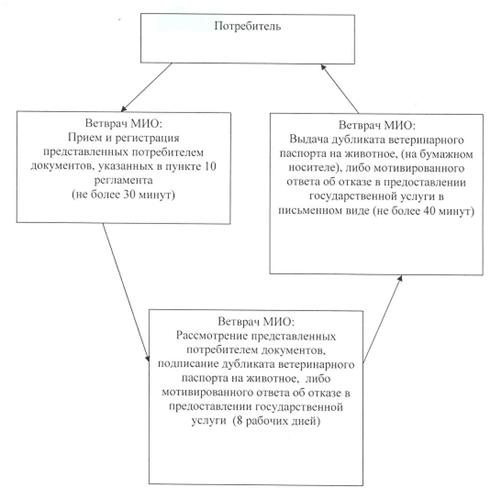 Потребитель
Ветврач МИО:
Прием и регистрация
представленных потребителем
документов, указанных в пункте 10
регламента
(не более 30 минут)
Ветврач МИО:
Выдача дубликата ветеринарного
паспорта на животное, (на бумажном
носителе), либо мотивированного
ответа об отказе в предоставлении
государственной услуги в
письменном виде (не более 40 минут)
Ветврач МИО:
Рассмотрение представленных
потребителем документов,
подписание дубликата ветеринарного
паспорта на животное, либо
мотивированного ответа об отказе в
предоставлении государственной
услуги (8 рабочих дней)